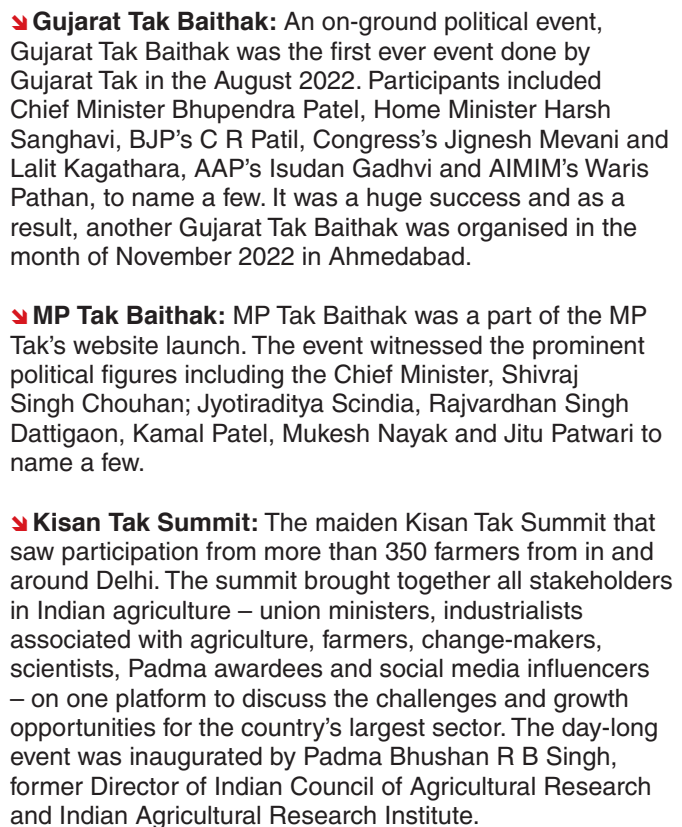 Gujarat Tak Baithak: An on-ground political event,
Gujarat Tak Baithak was the first ever event done by
Gujarat Tak in the August 2022. Participants included
Chief Minister Bhupendra Patel, Home Minister Harsh
Sanghavi, BJP's C R Patil, Congress's Jignesh Mevani and
Lalit Kagathara, AAP's Isudan Gadhvi and AIMIM's Waris
Pathan, to name a few. It was a huge success and as a
result, another Gujarat Tak Baithak was organised in the
month of November 2022 in Ahmedabad.
MP Tak Baithak: MP Tak Baithak was a part of the MP
Tak's website launch. The event witnessed the prominent
political figures including the Chief Minister, Shivraj
Singh Chouhan; Jyotiraditya Scindia, Rajvardhan Singh
Dattigaon, Kamal Patel, Mukesh Nayak and Jitu Patwari to
name a few.
Kisan Tak Summit: The maiden Kisan Tak Summit that
saw participation from more than 350 farmers from in and
around Delhi. The summit brought together all stakeholders
in Indian agriculture – union ministers, industrialists
associated with agriculture, farmers, change-makers,
scientists, Padma awardees and social media influencers
– on one platform to discuss the challenges and growth
opportunities for the country's largest sector. The day-long
event was inaugurated by Padma Bhushan R B Singh,
former Director of Indian Council of Agricultural Research
and Indian Agricultural Research Institute.